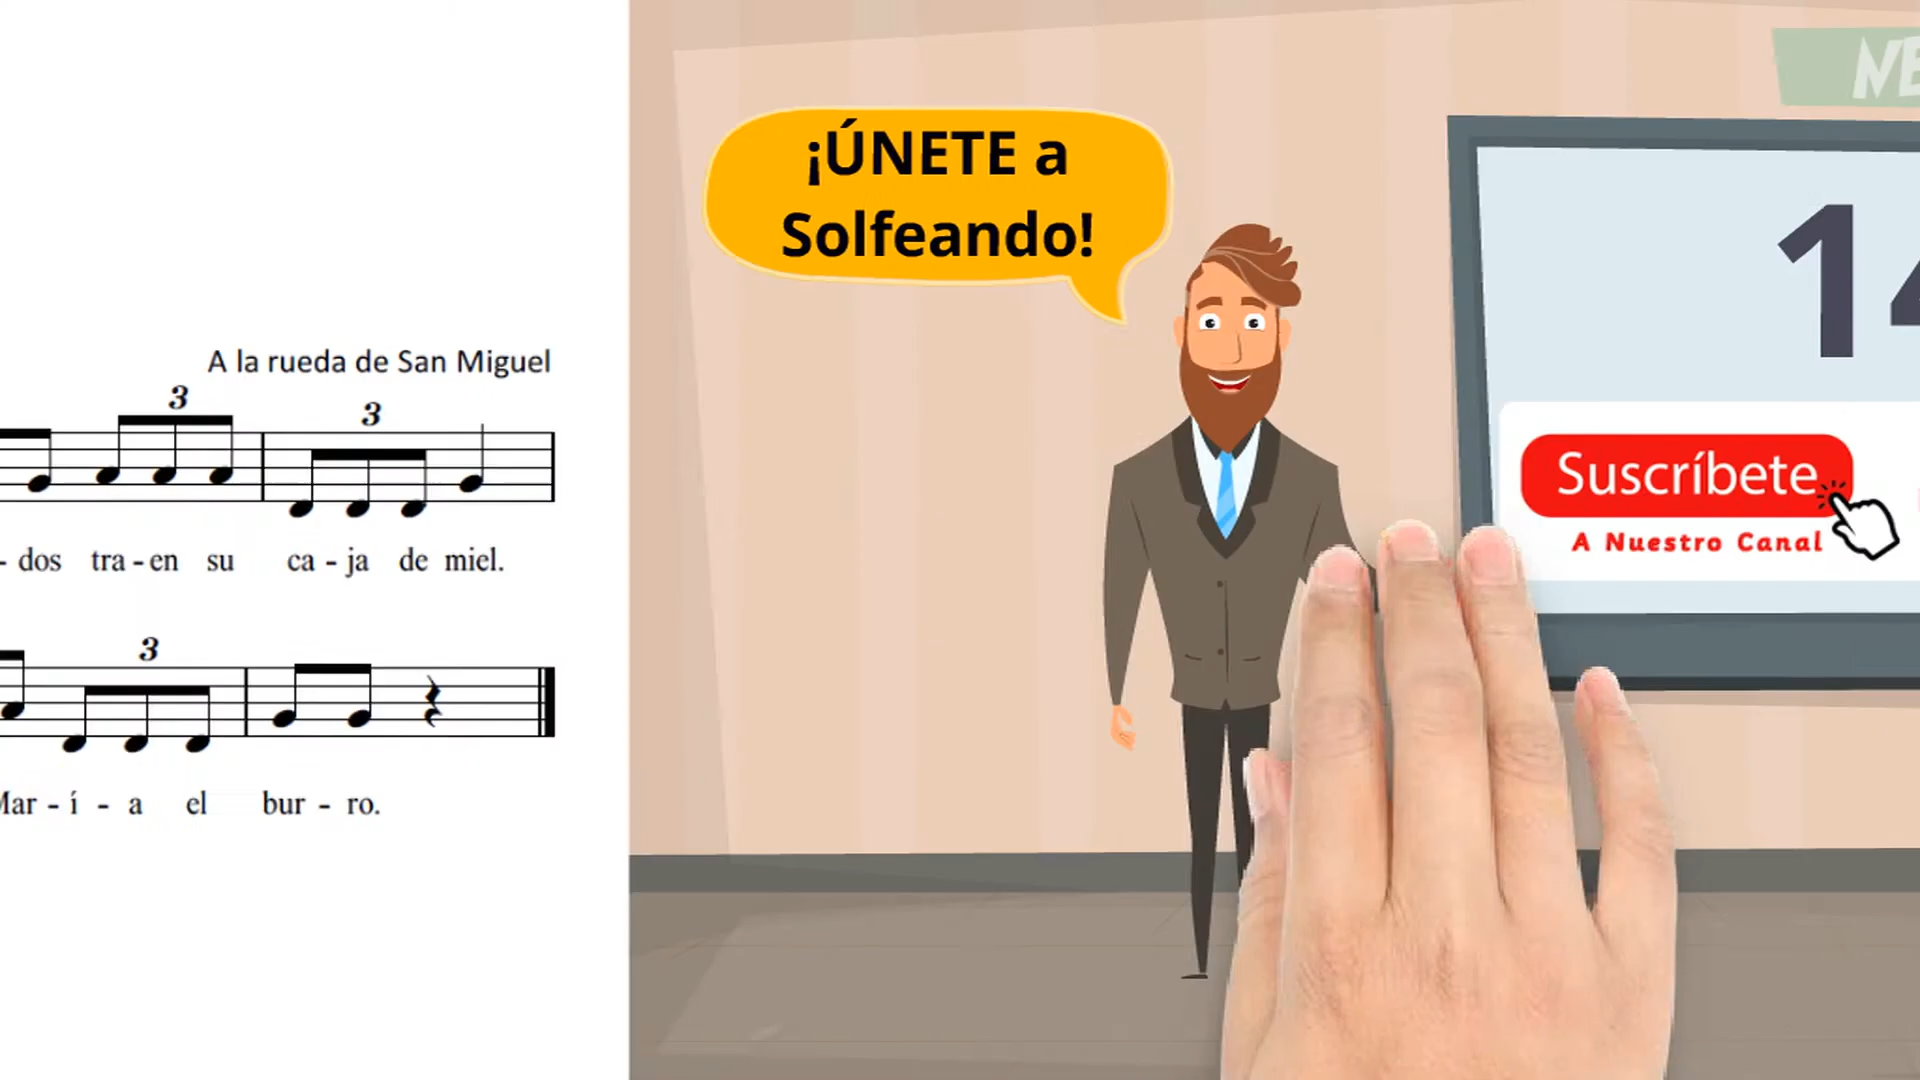 A la rueda de San Miguel
3
3
- dos tra - en su ca - ja de miel.
3
Mar - í - a el bur - ro.
¡ÚNETE a
Solfeando!
14
Suscríbete
A Nuestro Canal